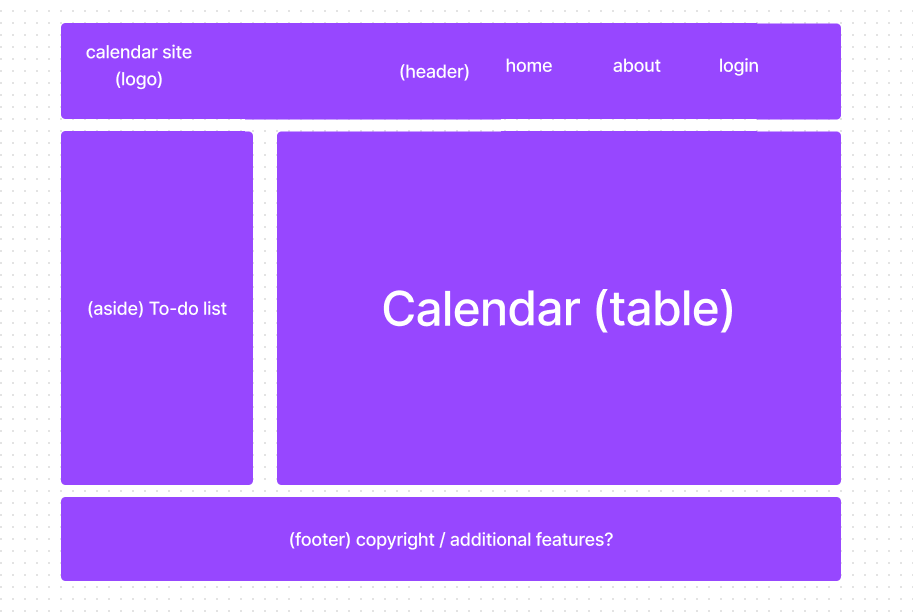 calendar site
(logo)
(header)
home
about
login
(aside) To-do list
Calendar (table)
(footer) copyright / additional features?